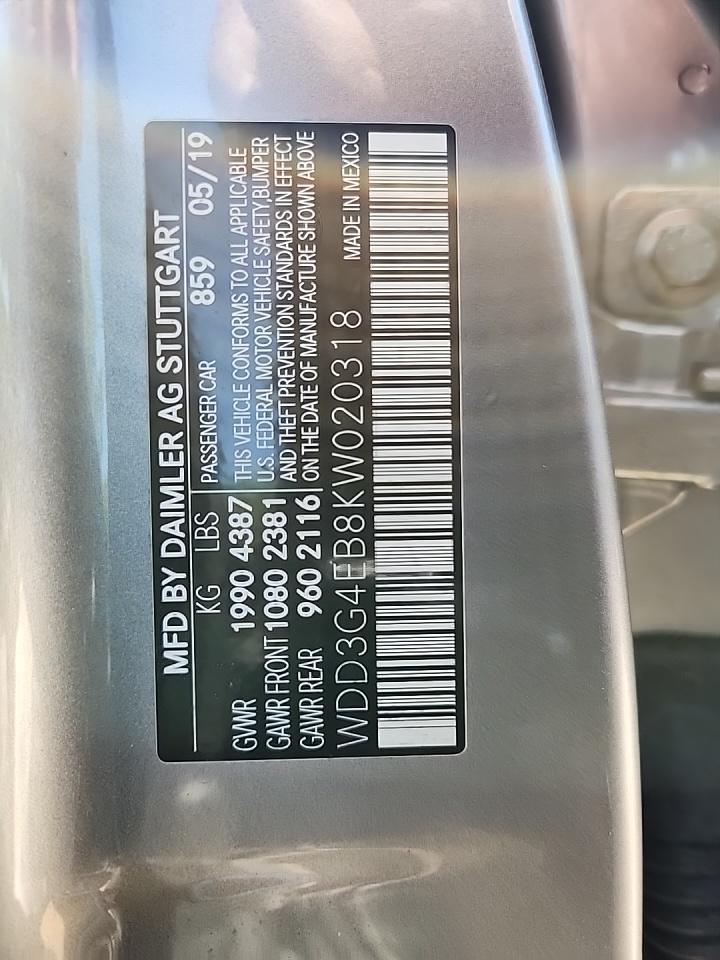 MFD BY DAIMLER AG STUTTGART
KG LBS PASSENGER CAR 859 05/19
GVWR 1990 4387 THIS VEHICLE CONFORMS TO ALL APPLICABLE
GAWR FRONT 1080 2381 U.S. FEDERAL MOTOR VEHICLE SAFETY,BUMPER
AND THEFT PREVENTION STANDARDS IN EFFECT
GAWR REAR 960 2116 ON THE DATE OF MANUFACTURE SHOWN ABOVE
WDD3G4EB8KW020318 MADE IN MEXICO